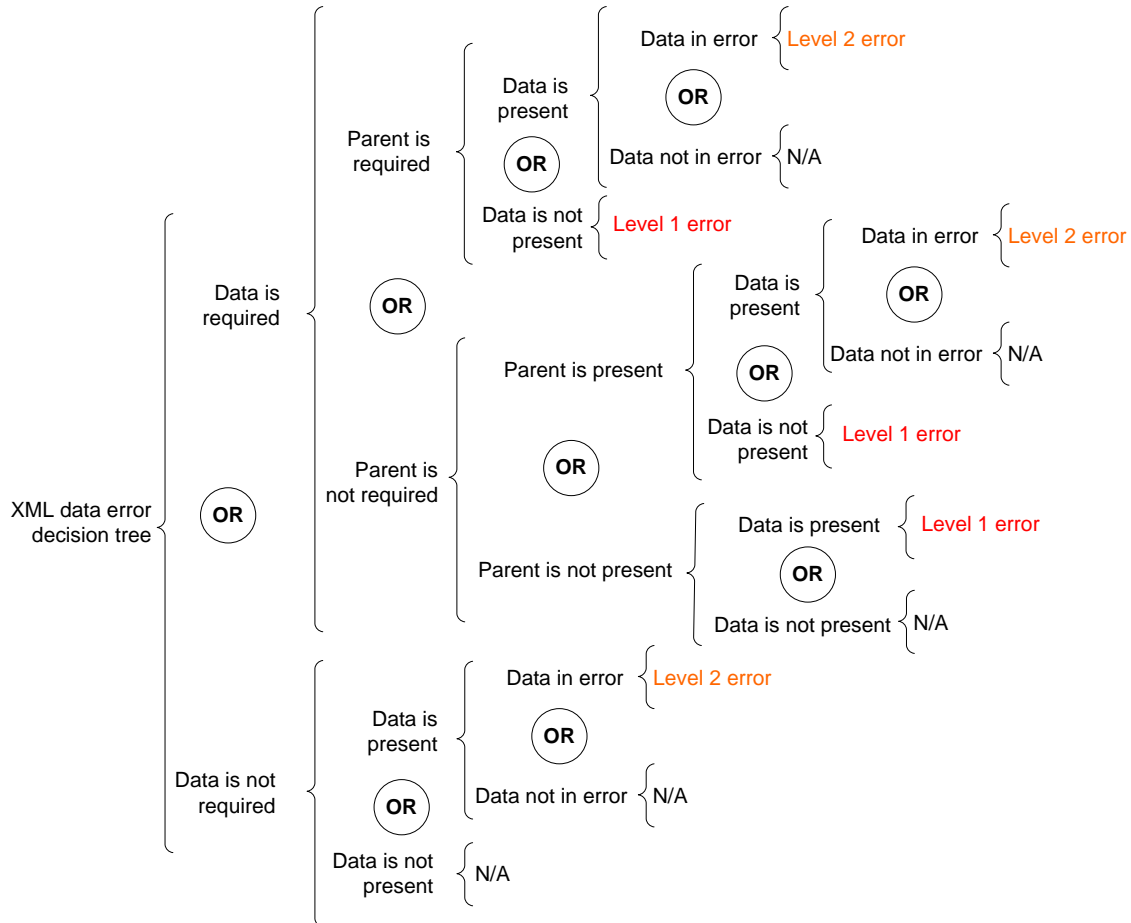 Data in error
Level 2 error
Data is
present
OR
Parent is
required
OR
Data not in error
N/A
Data is not
present
Level 1 error
Data is
required
OR
Data in error
Level 2 error
Data is
present
OR
Parent is present
OR
Data not in error
N/A
Data is not
present
Level 1 error
Parent is
not required
OR
XML data error
decision tree
OR
Data is present
Level 1 error
Parent is not present
OR
Data is not present
N/A
Data in error
Level 2 error
Data is
present
OR
Data is not
required
OR
Data not in error
N/A
Data is not
present
N/A